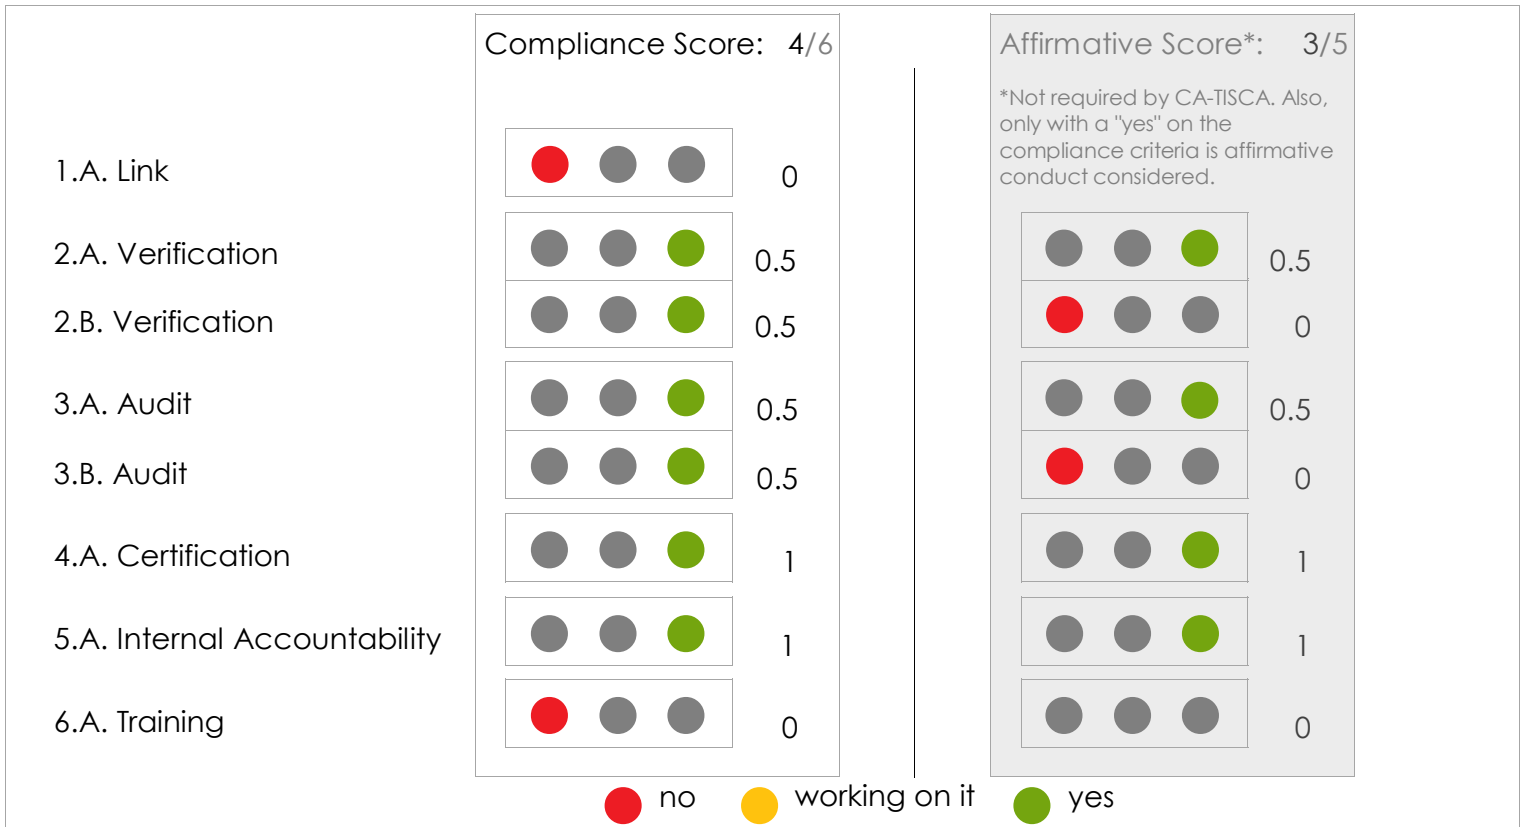 Compliance Score: 4/6
Affirmative Score*: 3/5
*Not required by CA-TISCA. Also,
only with a "yes" on the
compliance criteria is affirmative
conduct considered.
1.A. Link 0
2.A. Verification 0.5 0.5
2.B. Verification 0.5 0
3.A. Audit 0.5 0.5
3.B. Audit 0.5 0
4.A. Certification 1 1
5.A. Internal Accountability 1 1
6.A. Training 0 0
no working on it yes